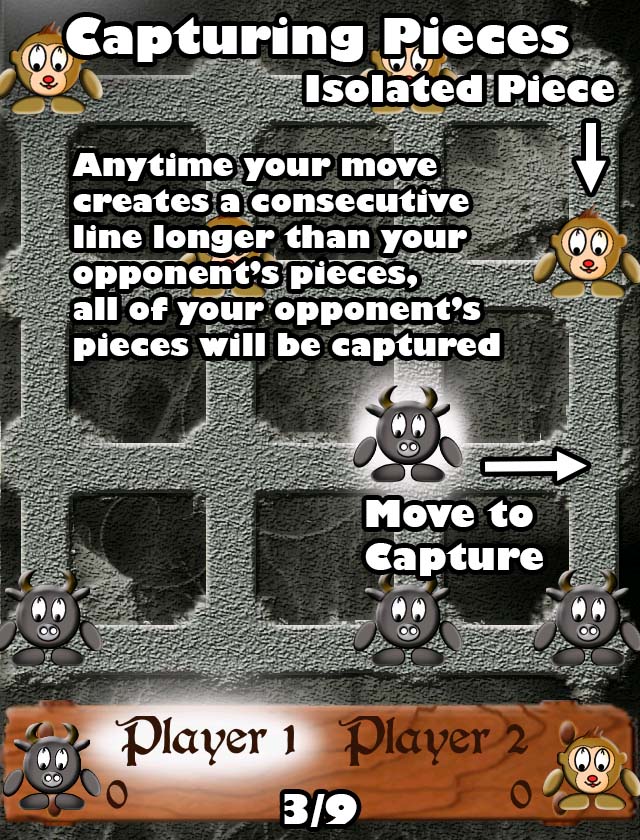 Capturing Pieces
Isolated Piece
Anytime your move
creates a consecutive
line longer than your
opponent's pieces,
all of your opponent's
pieces will be captured
Move to
Capture
Player 1 Player 2
0 0
3/9